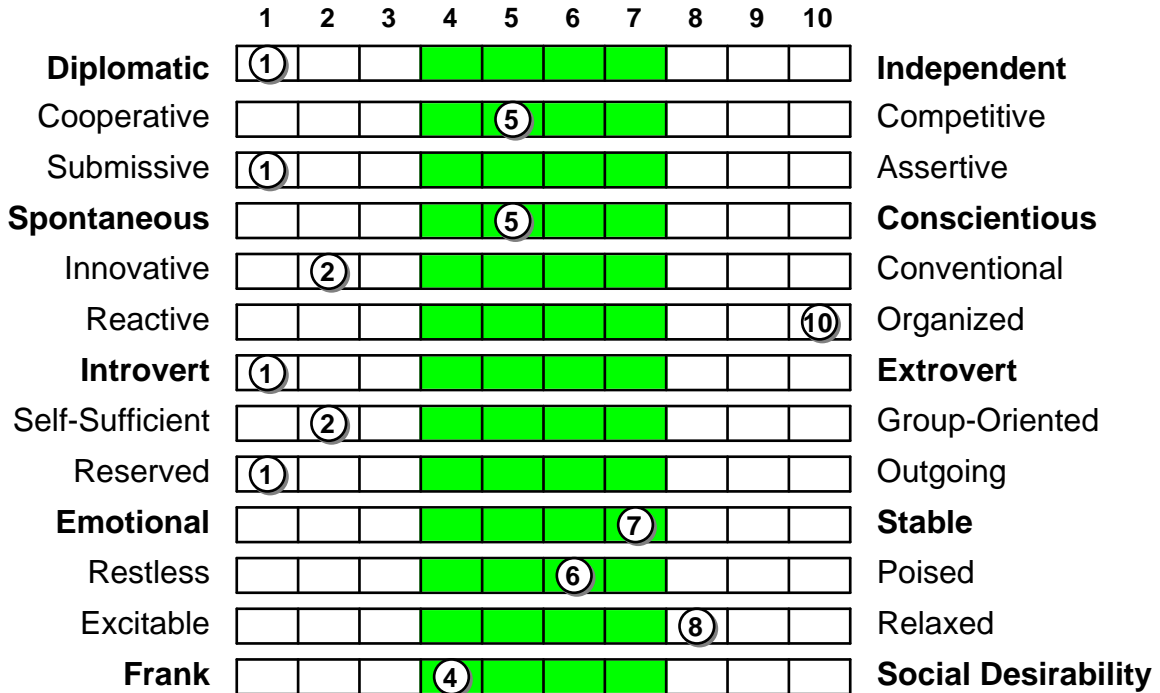 1 2 3 4 5 6 7 8 9 10
Diplomatic 1 Independent
Cooperative 5 Competitive
Submissive 1 Assertive
Spontaneous 5 Conscientious
Innovative 2 Conventional
Reactive 10 Organized
Introvert 1 Extrovert
Self-Sufficient 2 Group-Oriented
Reserved 1 Outgoing
Emotional 7 Stable
Restless 6 Poised
Excitable 8 Relaxed
Frank 4 Social Desirability